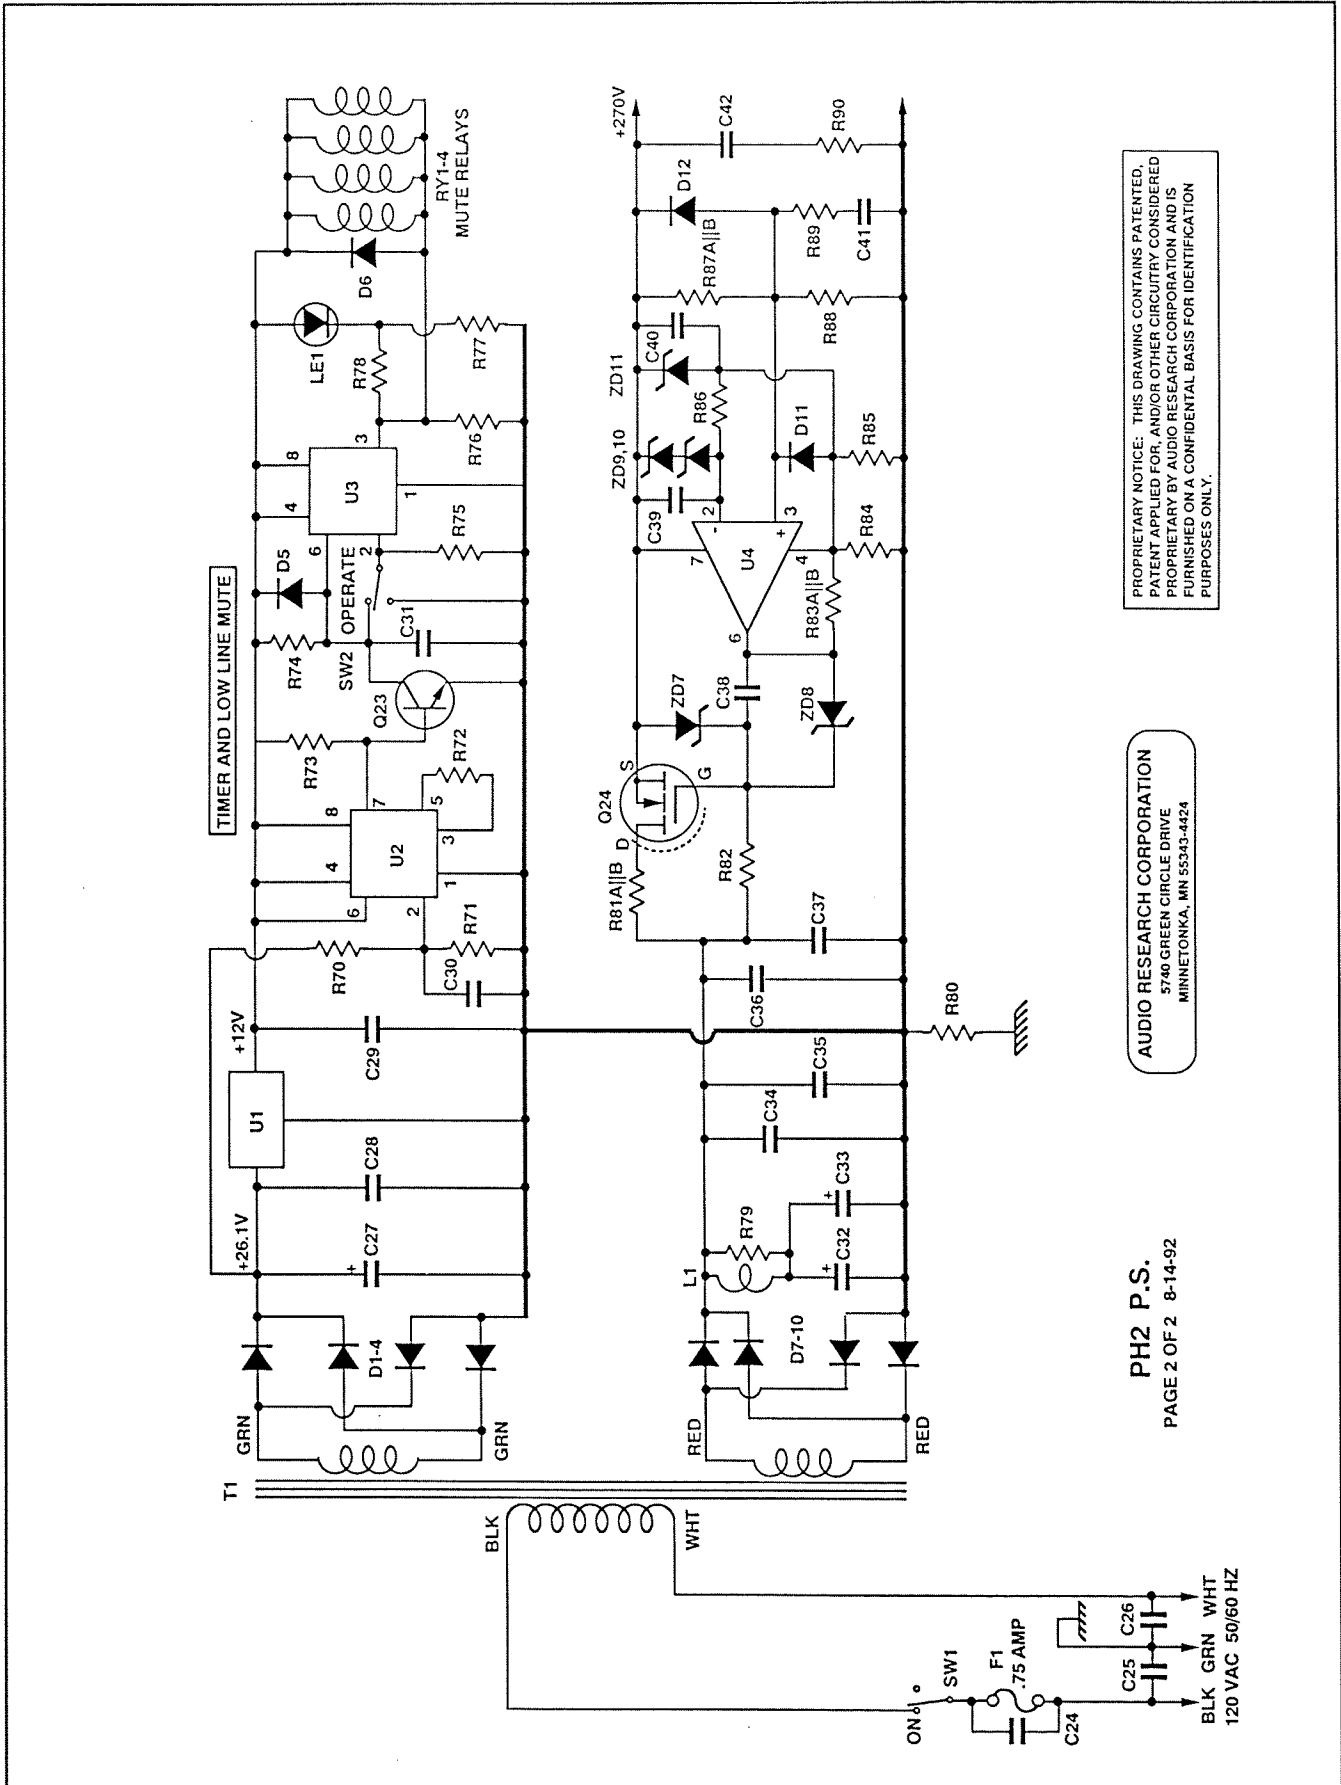 TIMER AND LOW LINE MUTE
T1
GRN
GRN
D1-4
+26.1V
C27
C28
U1
+12V
C29
R70
C30
R71
6
4
8
U2
2
1
3
7
5
R72
R73
Q23
R74
D5
SW2
OPERATE
C31
6
4
8
U3
2
1
3
R75
R76
R78
LE1
R77
D6
RY1-4
MUTE RELAYS
BLK
WHT
RED
RED
D7-10
L1
R79
C32
+
C33
+
+
C34
C35
C36
C37
R80
R81A||B
R82
Q24
D
S
G
ZD7
C38
ZD8
R83A||B
6
U4
7
4
2
-
3
+
C39
ZD9,10
R86
ZD11
C40
D11
R84
R85
R87A||B
R88
D12
R89
C41
C42
R90
+270V
ON
SW1
F1
.75 AMP
C24
C25
C26
BLK GRN WHT
120 VAC 50/60 HZ
PH2 P.S.
PAGE 2 OF 2 8-14-92
AUDIO RESEARCH CORPORATION
5740 GREEN CIRCLE DRIVE
MINNETONKA, MN 55343-4424
PROPRIETARY NOTICE: THIS DRAWING CONTAINS PATENTED,
PATENT APPLIED FOR, AND/OR OTHER CIRCUITRY CONSIDERED
PROPRIETARY BY AUDIO RESEARCH CORPORATION AND IS
FURNISHED ON A CONFIDENTAL BASIS FOR IDENTIFICATION
PURPOSES ONLY.